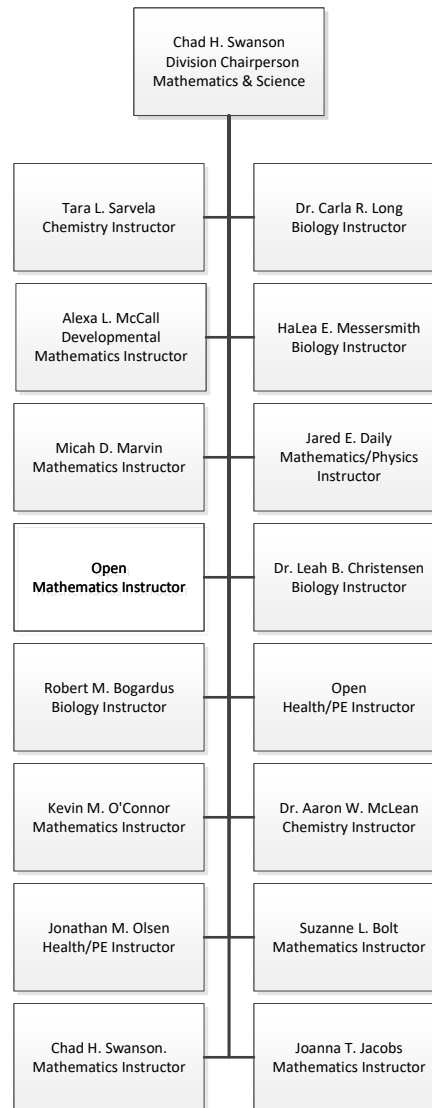 Chad H. Swanson
Division Chairperson
Mathematics & Science
Tara L. Sarvela
Chemistry Instructor
Dr. Carla R. Long
Biology Instructor
Alexa L. McCall
Developmental
Mathematics Instructor
HaLea E. Messersmith
Biology Instructor
Micah D. Marvin
Mathematics Instructor
Jared E. Daily
Mathematics/Physics
Instructor
Open
Mathematics Instructor
Dr. Leah B. Christensen
Biology Instructor
Robert M. Bogardus
Biology Instructor
Open
Health/PE Instructor
Kevin M. O'Connor
Mathematics Instructor
Dr. Aaron W. McLean
Chemistry Instructor
Jonathan M. Olsen
Health/PE Instructor
Suzanne L. Bolt
Mathematics Instructor
Chad H. Swanson.
Mathematics Instructor
Joanna T. Jacobs
Mathematics Instructor